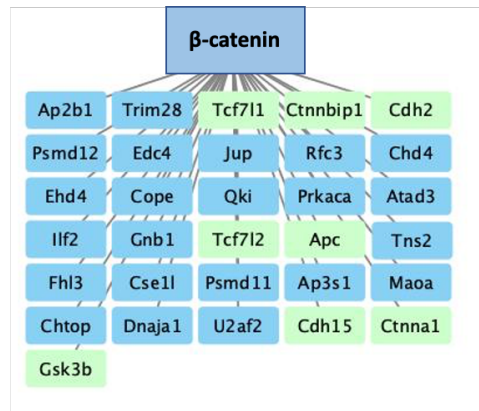 β-catenin
Ap2b1 Trim28 Tcf7l1 Ctnnbip1 Cdh2
Psmd12 Edc4 Jup Rfc3 Chd4
Ehd4 Cope Qki Prkaca Atad3
Ilf2 Gnb1 Tcf7l2 Apc Tns2
Fhl3 Cse1l Psmd11 Ap3s1 Maoa
Chtop Dnaja1 U2af2 Cdh15 Ctnna1
Gsk3b